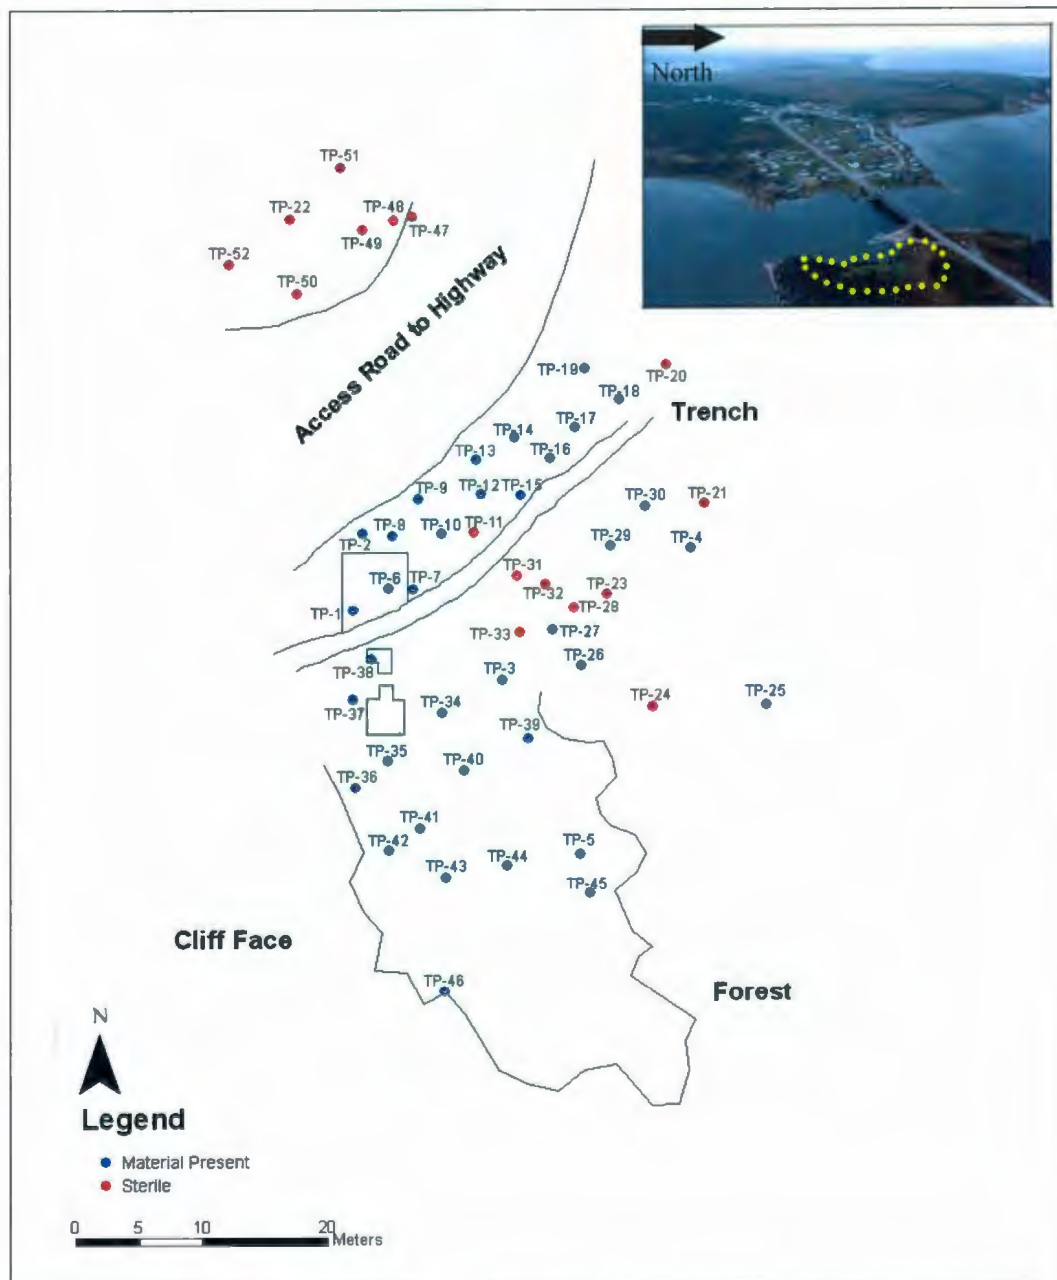 North
TP-51
TP-22
TP-48
TP-49
TP-47
TP-52
TP-50
Access Road to Highway
TP-19
TP-20
TP-18
Trench
TP-17
TP-14
TP-16
TP-13
TP-12
TP-15
TP-9
TP-30
TP-21
TP-8
TP-10
TP-11
TP-2
TP-29
TP-4
TP-31
TP-6
TP-7
TP-32
TP-23
TP-1
TP-28
TP-33
TP-27
TP-38
TP-3
TP-26
TP-37
TP-34
TP-24
TP-25
TP-39
TP-35
TP-40
TP-36
TP-41
TP-42
TP-43
TP-44
TP-5
TP-45
Cliff Face
TP-46
Forest
N
Legend
Material Present
Sterile
0 5 10 20
Meters